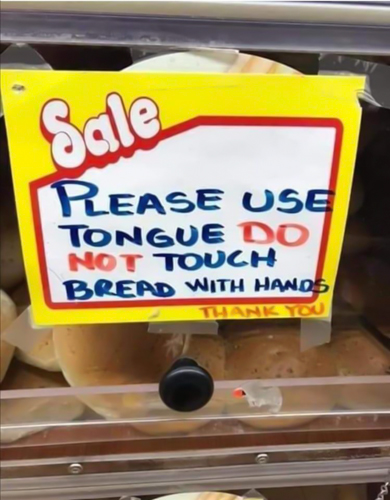 Sale
PLEASE USE
TONGUE DO
NOT TOUCH
BREAD WITH HANDS
THANK YOU